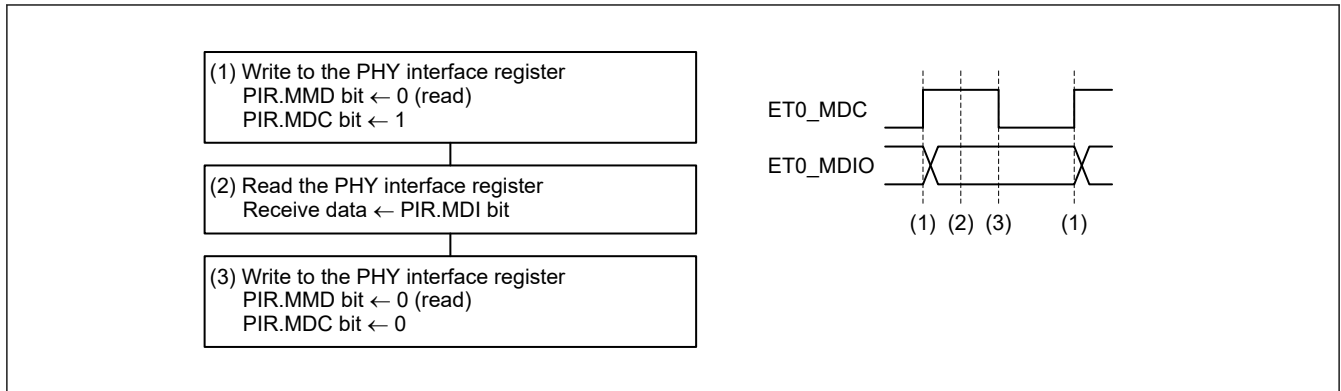 (1) Write to the PHY interface register
PIR.MMD bit ← 0 (read)
PIR.MDC bit ← 1
(2) Read the PHY interface register
Receive data ← PIR.MDI bit
(3) Write to the PHY interface register
PIR.MMD bit ← 0 (read)
PIR.MDC bit ← 0
ET0_MDC
ET0_MDIO
(1) (2) (3) (1)